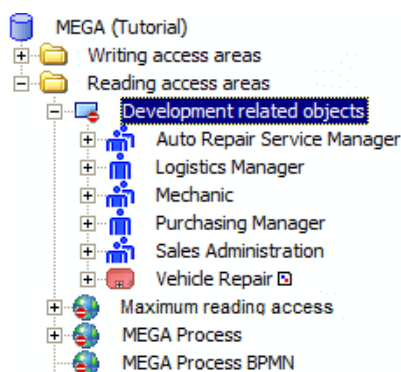 MEGA (Tutorial)
Writing access areas
Reading access areas
Development related objects
Auto Repair Service Manager
Logistics Manager
Mechanic
Purchasing Manager
Sales Administration
Vehicle Repair
Maximum reading access
MEGA Process
MEGA Process BPMN